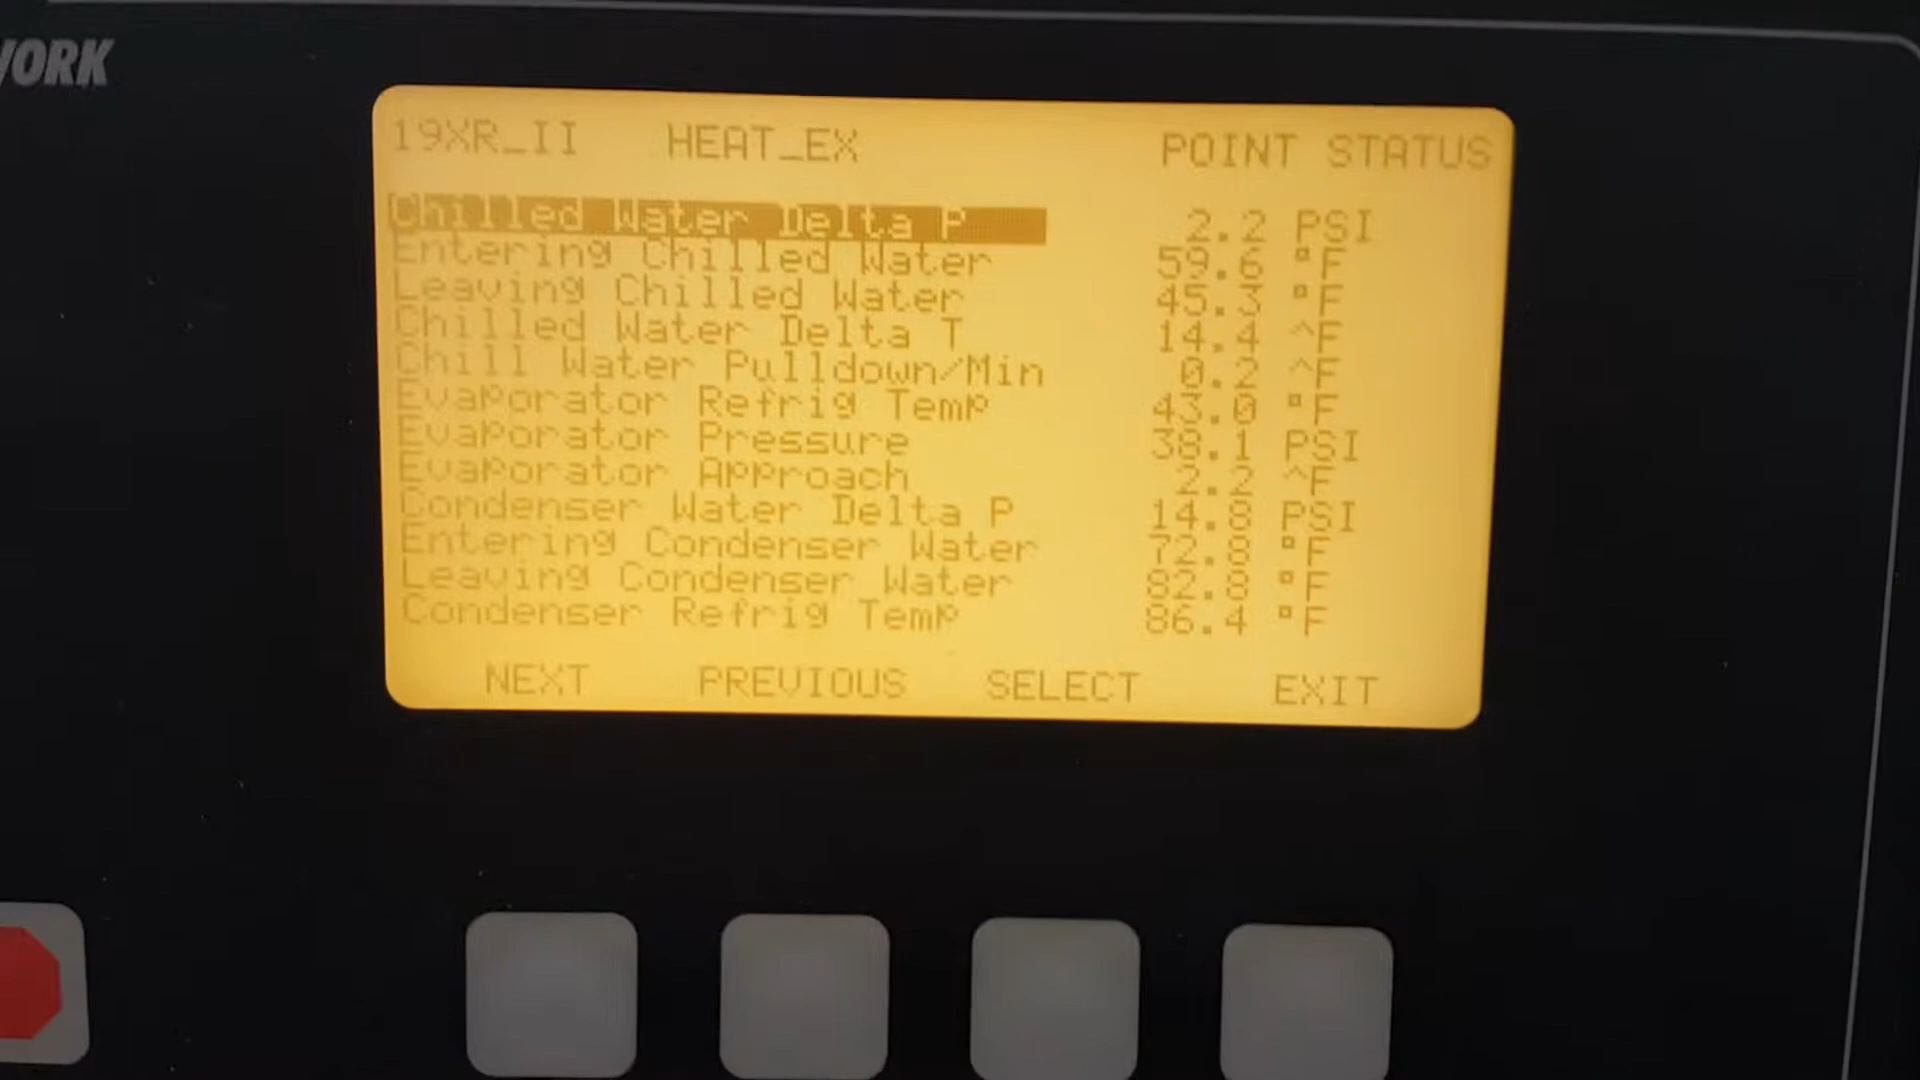 WORK
19XR_II HEAT_EX POINT STATUS
Chilled Water Delta P 2.2 PSI
Entering Chilled Water 59.6 °F
Leaving Chilled Water 45.3 °F
Chilled Water Delta T 14.4 ^F
Chill Water Pulldown/Min 0.2 ^F
Evaporator Refrig Temp 43.0 °F
Evaporator Pressure 38.1 PSI
Evaporator Approach 2.2 ^F
Condenser Water Delta P 14.8 PSI
Entering Condenser Water 72.8 °F
Leaving Condenser Water 82.8 °F
Condenser Refrig Temp 86.4 °F
NEXT PREVIOUS SELECT EXIT